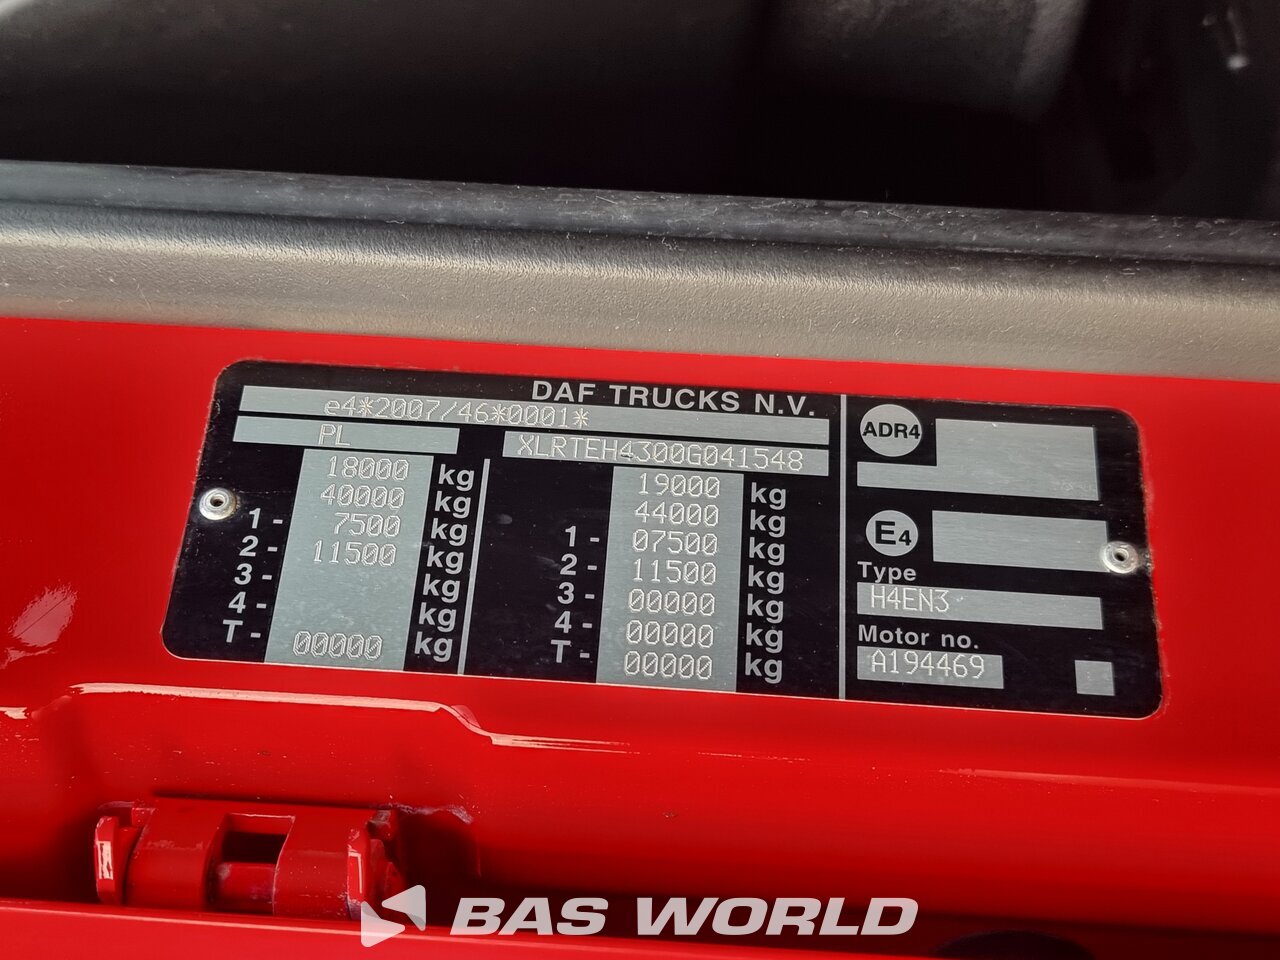 DAF TRUCKS N.V.
e4*2007/46*0001*
PL
XLRTEH4300G041548
18000 kg
40000 kg
1- 7500 kg
2- 11500 kg
3- kg
4- kg
T- 00000 kg
19000 kg
44000 kg
1- 07500 kg
2- 11500 kg
3- 00000 kg
4- 00000 kg
T- 00000 kg
ADR4
E4
Type
H4EN3
Motor no.
A194469
BAS WORLD